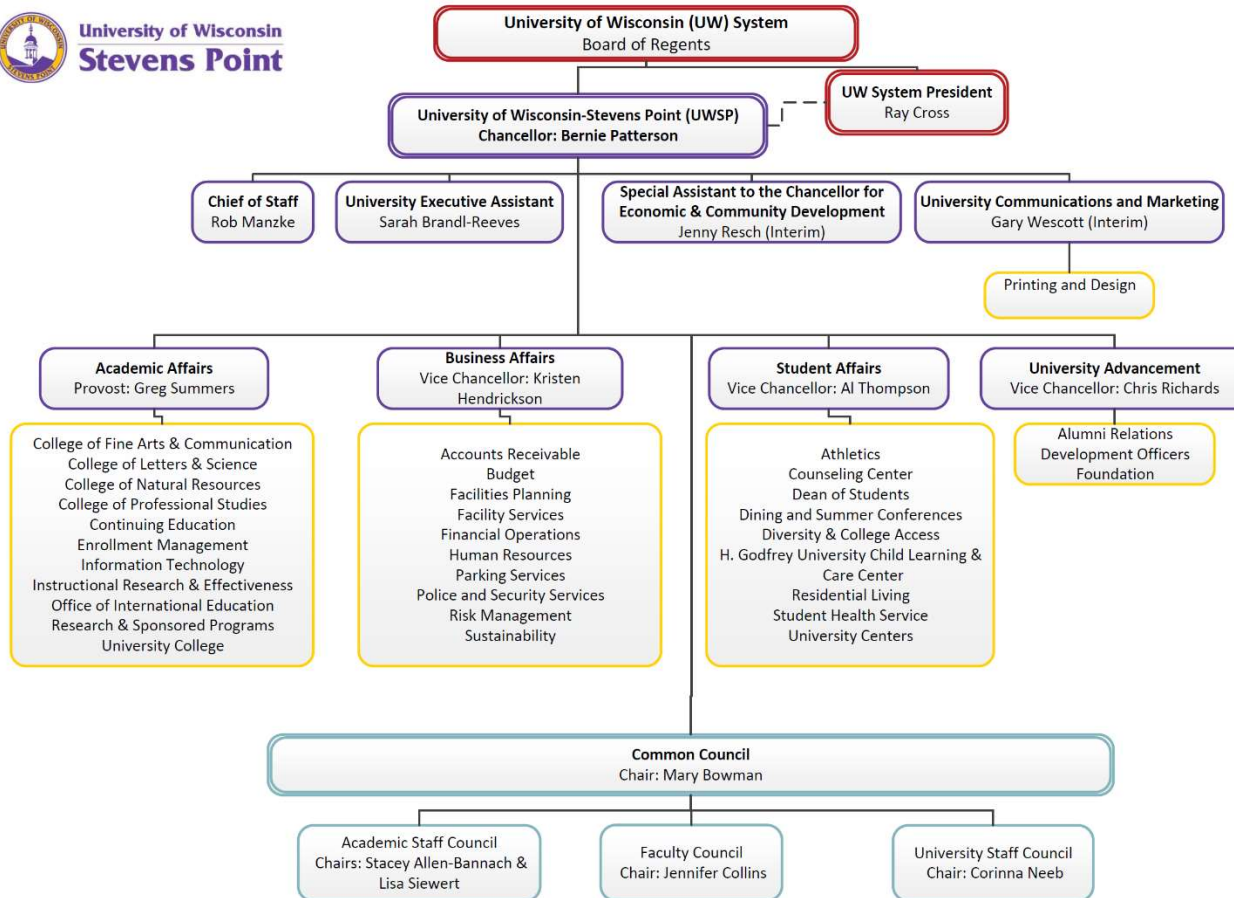 UNIVERSITY OF WISCONSIN
STEVENS POINT
University of Wisconsin
Stevens Point
University of Wisconsin (UW) System
Board of Regents
UW System President
Ray Cross
University of Wisconsin-Stevens Point (UWSP)
Chancellor: Bernie Patterson
Chief of Staff
Rob Manzke
University Executive Assistant
Sarah Brandl-Reeves
Special Assistant to the Chancellor for
Economic & Community Development
Jenny Resch (Interim)
University Communications and Marketing
Gary Wescott (Interim)
Printing and Design
Academic Affairs
Provost: Greg Summers
Business Affairs
Vice Chancellor: Kristen
Hendrickson
Student Affairs
Vice Chancellor: Al Thompson
University Advancement
Vice Chancellor: Chris Richards
College of Fine Arts & Communication
College of Letters & Science
College of Natural Resources
College of Professional Studies
Continuing Education
Enrollment Management
Information Technology
Instructional Research & Effectiveness
Office of International Education
Research & Sponsored Programs
University College
Accounts Receivable
Budget
Facilities Planning
Facility Services
Financial Operations
Human Resources
Parking Services
Police and Security Services
Risk Management
Sustainability
Athletics
Counseling Center
Dean of Students
Dining and Summer Conferences
Diversity & College Access
H. Godfrey University Child Learning &
Care Center
Residential Living
Student Health Service
University Centers
Alumni Relations
Development Officers
Foundation
Common Council
Chair: Mary Bowman
Academic Staff Council
Chairs: Stacey Allen-Bannach &
Lisa Siewert
Faculty Council
Chair: Jennifer Collins
University Staff Council
Chair: Corinna Neeb